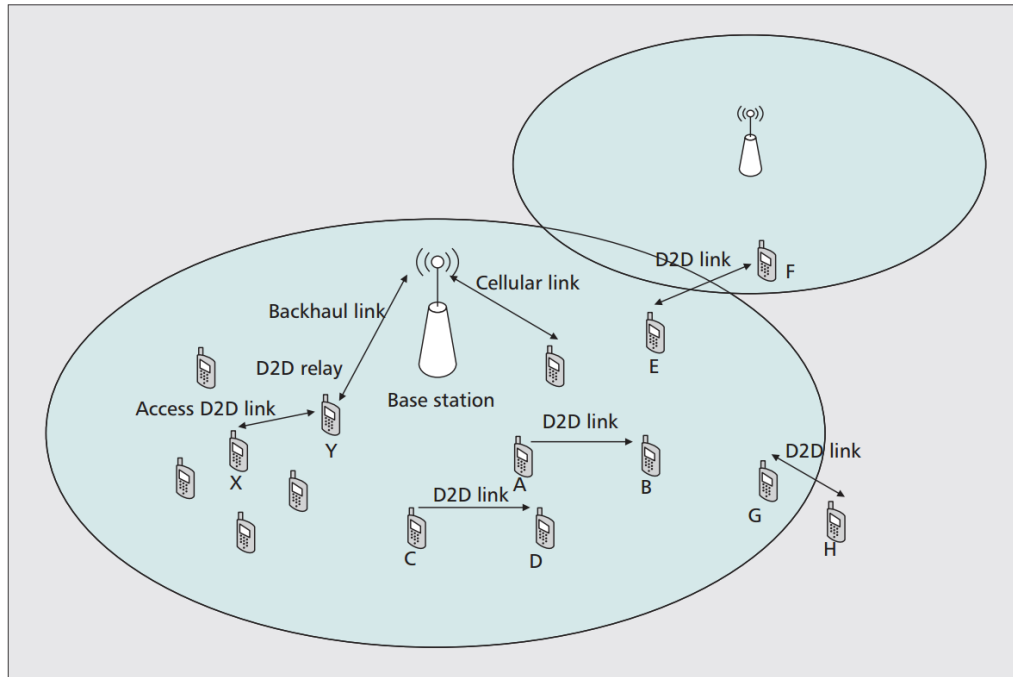 D2D link
F
Cellular link
Backhaul link
E
D2D relay
Base station
Access D2D link
Y
D2D link
D2D link
X
A
B
D2D link
G
C
D
H